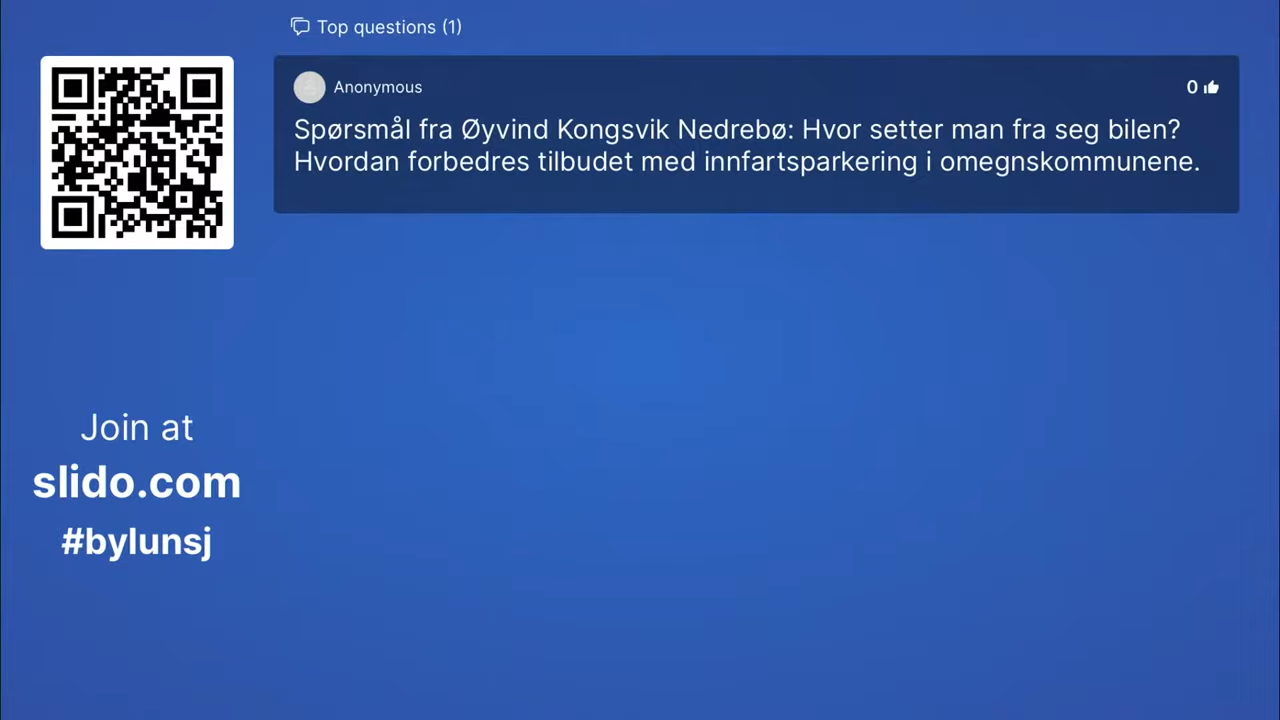 Top questions (1)
Anonymous
0
Spørsmål fra Øyvind Kongsvik Nedrebø: Hvor setter man fra seg bilen?
Hvordan forbedres tilbudet med innfartsparkering i omegnskommunene.
Join at
slido.com
#bylunsj